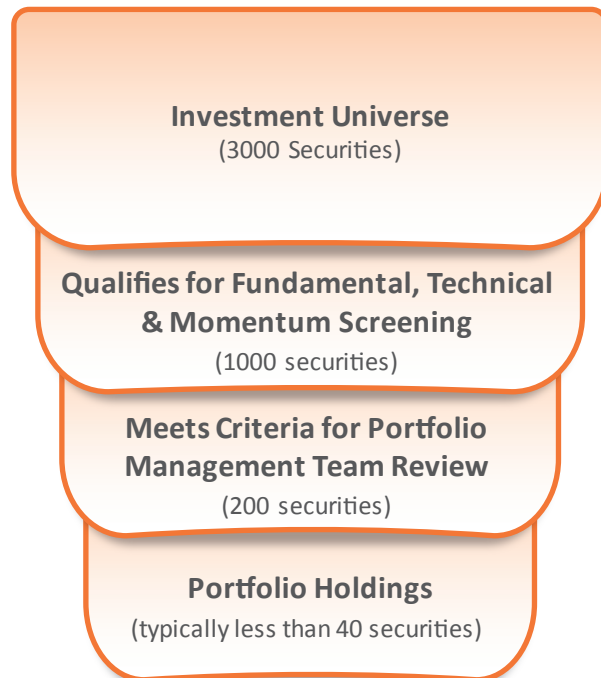 Investment Universe
(3000 Securities)
Qualifies for Fundamental, Technical
& Momentum Screening
(1000 securities)
Meets Criteria for Portfolio
Management Team Review
(200 securities)
Portfolio Holdings
(typically less than 40 securities)